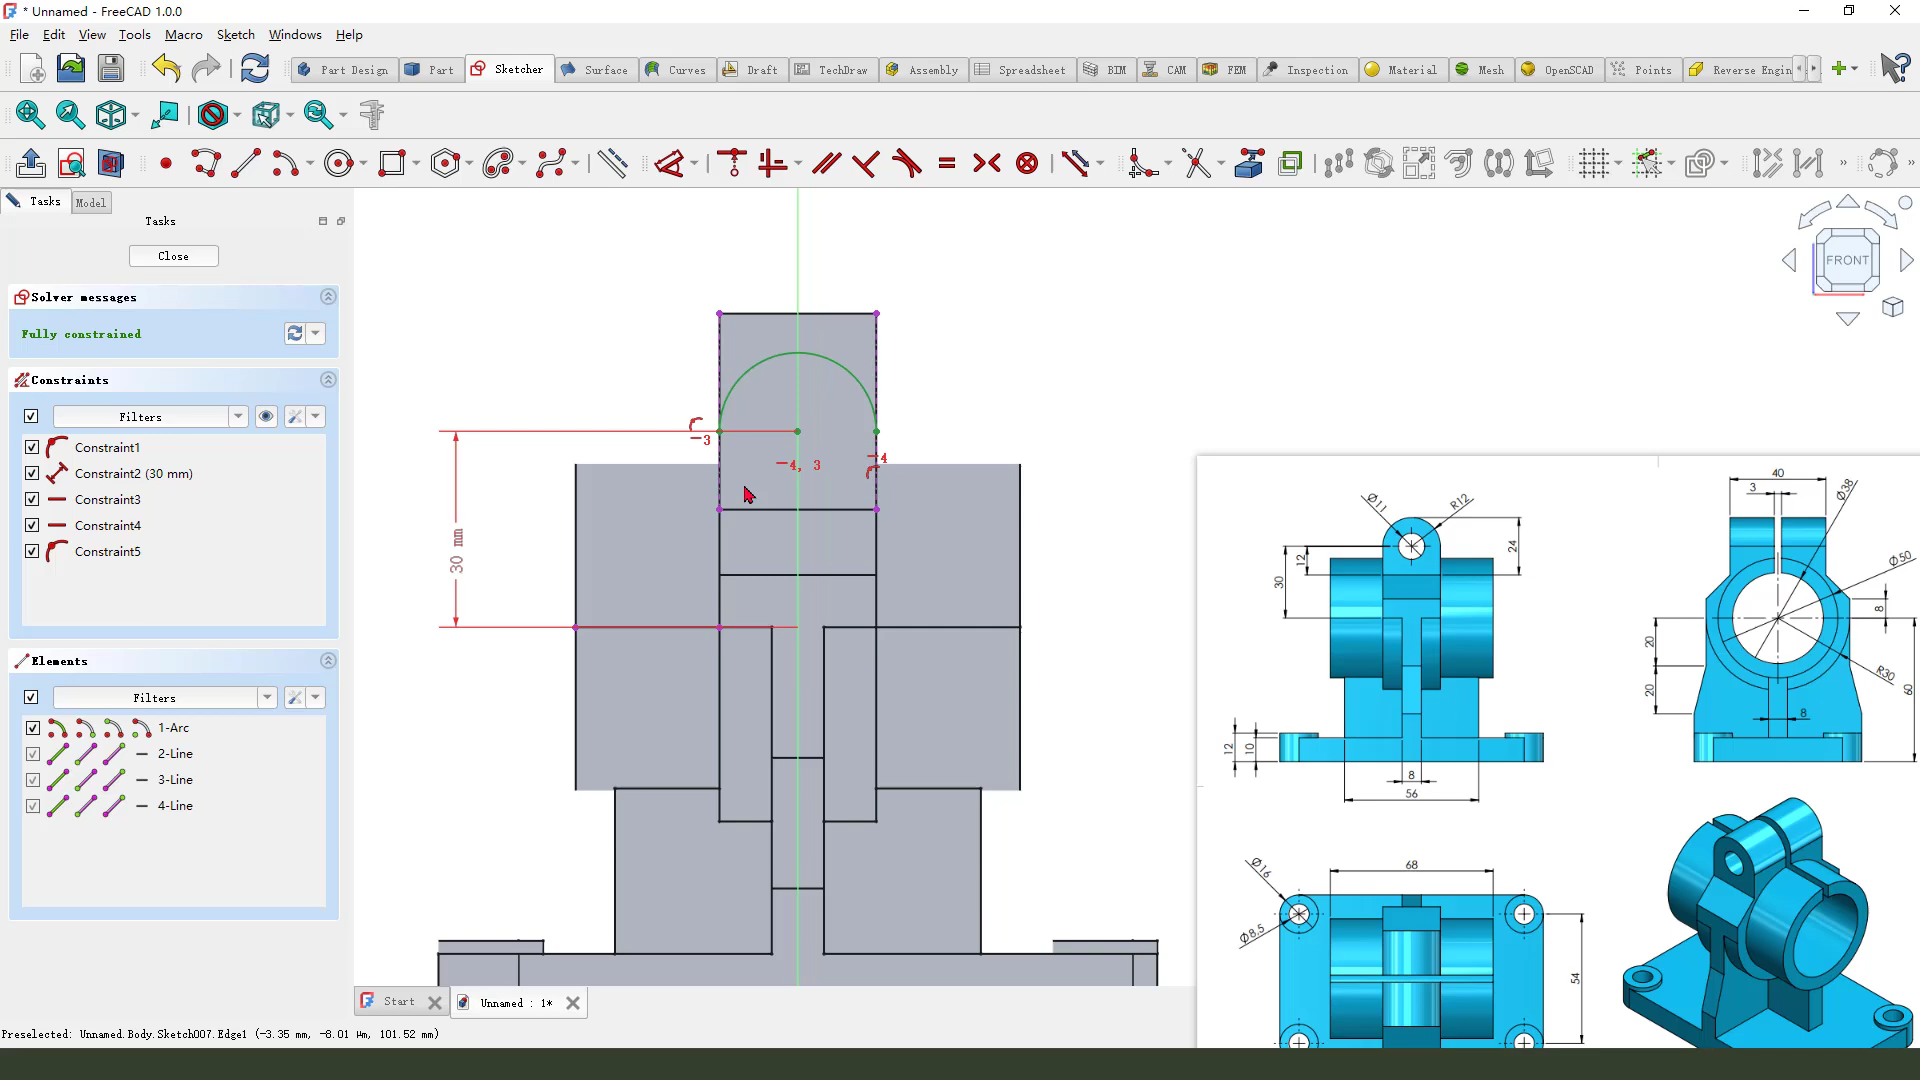 * Unnamed - FreeCAD 1.0.0
File Edit View Tools Macro Sketch Windows Help
Part Design Part Sketcher Surface Curves Draft TechDraw Assembly Spreadsheet BIM CAM FEM Inspection Material Mesh OpenSCAD Points Reverse Engin
Tasks Model
Tasks
Close
Solver messages
Fully constrained
Constraints
Filters
Constraint1
Constraint2 (30 mm)
Constraint3
Constraint4
Constraint5
Elements
Filters
1-Arc
2-Line
3-Line
4-Line
FRONT
-3
-4
-4, 3
30 mm
Ø11
R12
24
12
30
12
10
8
56
40
3
Ø38
Ø50
8
20
20
R30
60
8
Ø16
Ø8.5
68
54
Start
Unnamed : 1*
Preselected: Unnamed.Body.Sketch007.Edge1 (-3.35 mm, -8.01 µm, 101.52 mm)